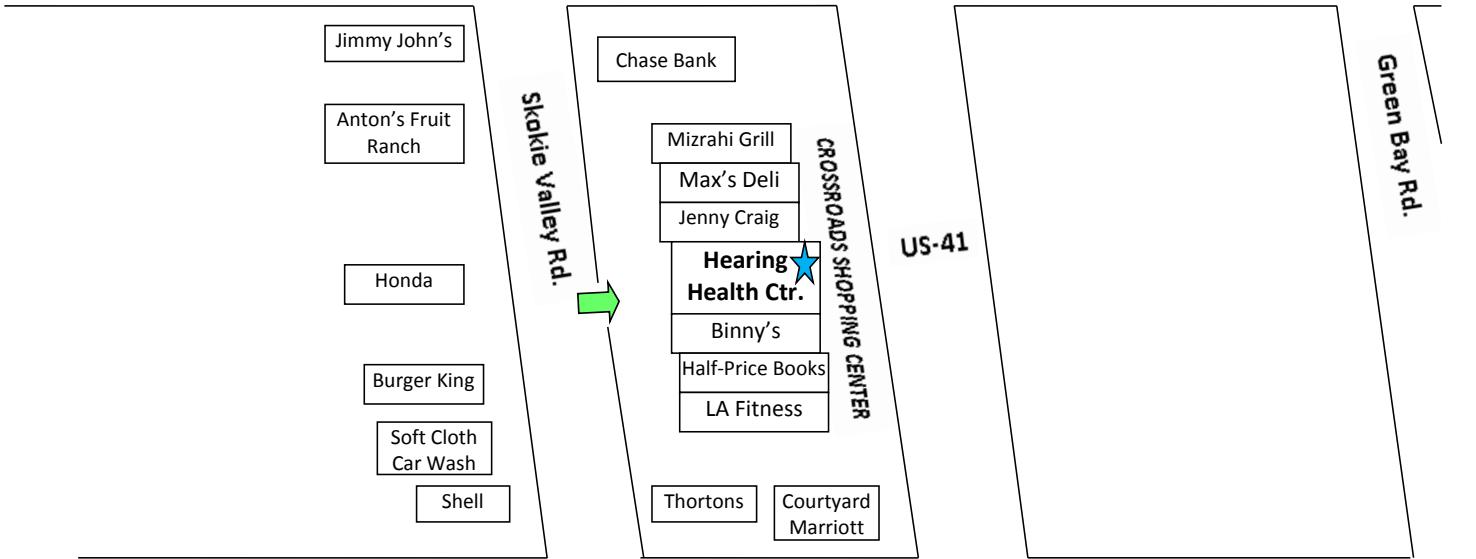 Jimmy John’s
Anton’s Fruit
Ranch
Honda
Burger King
Soft Cloth
Car Wash
Shell
Skokie Valley Rd.
Chase Bank
Mizrahi Grill
Max’s Deli
Jenny Craig
Hearing
Health Ctr.
Binny’s
Half-Price Books
LA Fitness
Thortons
Courtyard
Marriott
CROSSROADS SHOPPING CENTER
US-41
Green Bay Rd.